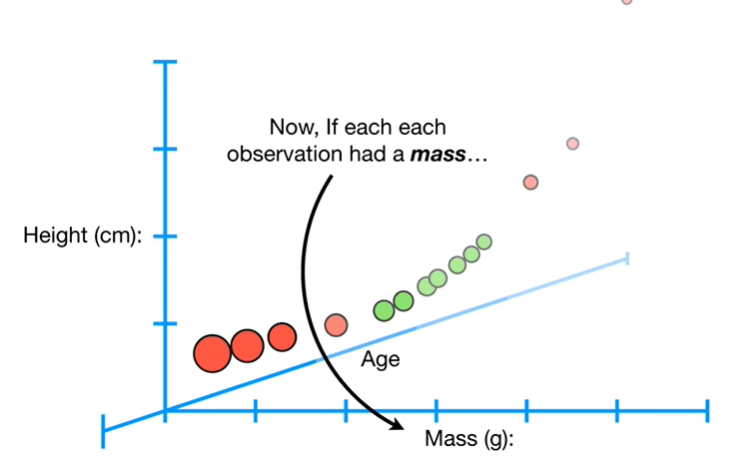 Now, If each each
observation had a mass...
Height (cm):
Age
Mass (g):